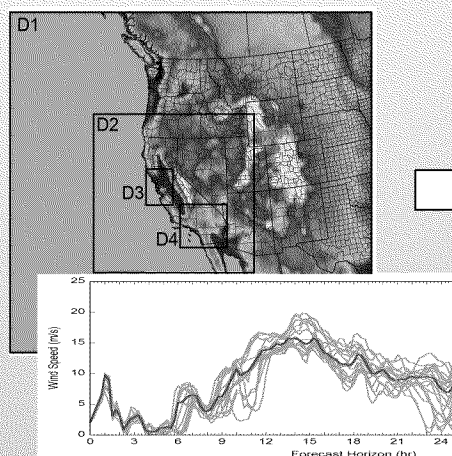 D1
D2
D3
D4
25
20
15
10
5
0
Wind Speed (m/s)
0 3 6 9 12 15 18 21 24
Forecast Horizon (hr)